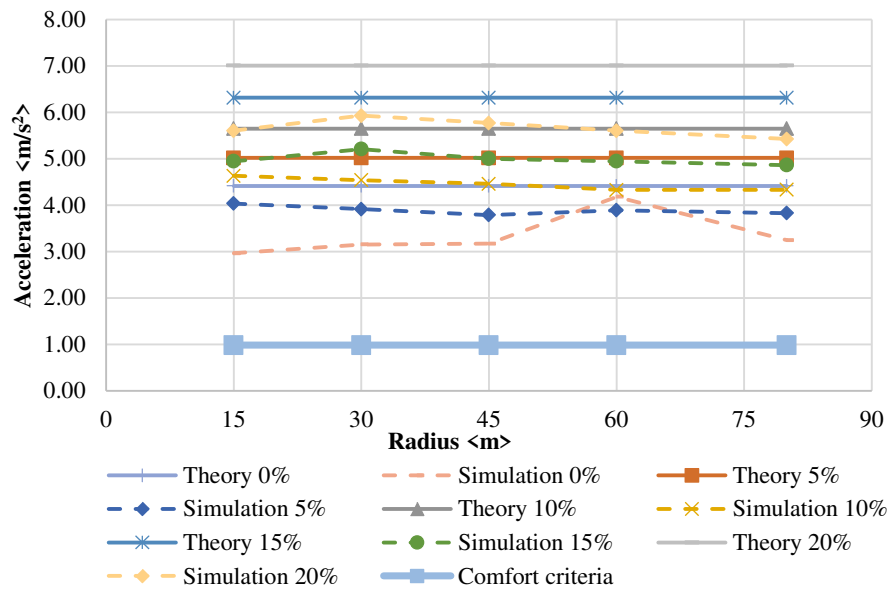 8.00
7.00
6.00
5.00
4.00
3.00
2.00
1.00
0.00
Acceleration <m/s²>
0 15 30 45 60 75 90
Radius <m>
Theory 0% Simulation 0% Theory 5%
Simulation 5% Theory 10% Simulation 10%
Theory 15% Simulation 15% Theory 20%
Simulation 20% Comfort criteria